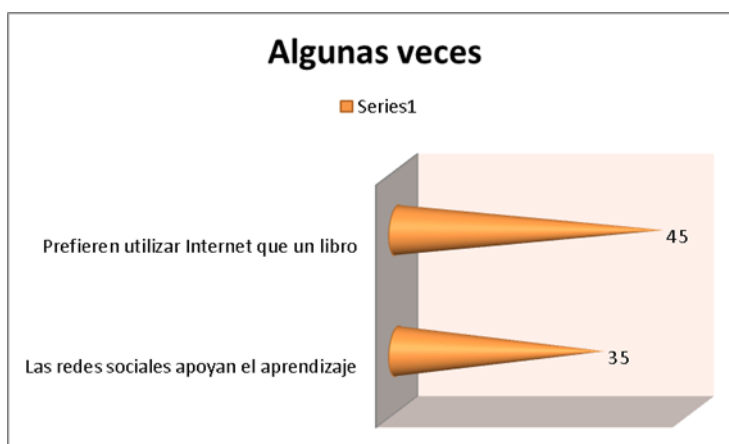 Algunas veces
Series1
Prefieren utilizar Internet que un libro
45
Las redes sociales apoyan el aprendizaje
35